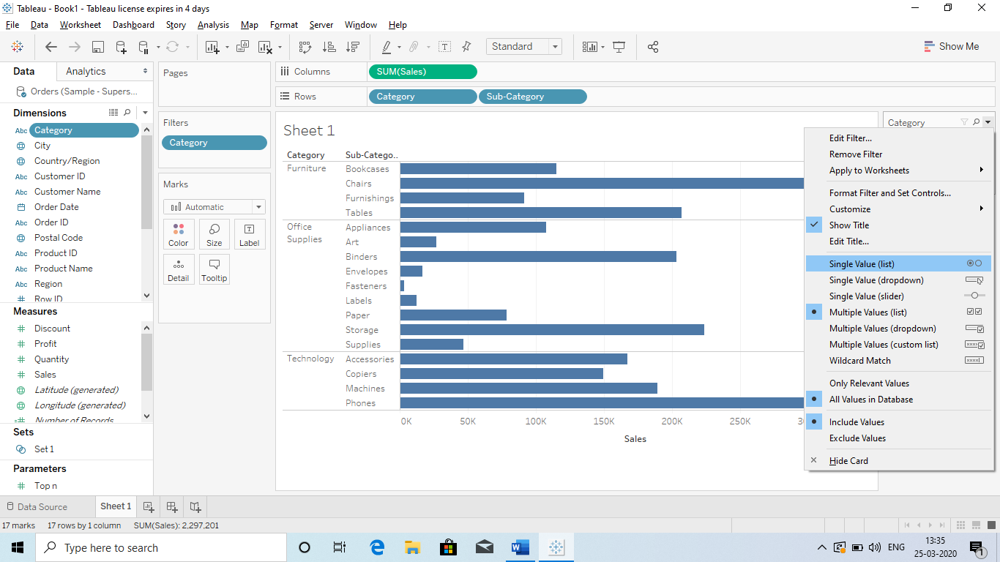 Tableau - Book1 - Tableau license expires in 4 days
File Data Worksheet Dashboard Story Analysis Map Format Server Window Help
Standard Show Me
Data Analytics
Orders (Sample - Supers...
Dimensions
Abc Category
City
Country/Region
Abc Customer ID
Abc Customer Name
Order Date
Abc Order ID
Postal Code
Abc Product ID
Abc Product Name
Abc Region
# Row ID
Measures
# Discount
# Profit
# Quantity
# Sales
Latitude (generated)
Longitude (generated)
Number of Records
Sets
Set 1
Parameters
# Top n
Pages
Filters
Category
Marks
Automatic
Color Size Label
Detail Tooltip
Columns SUM(Sales)
Rows Category Sub-Category
Sheet 1
Category Sub-Catego..
Furniture Bookcases
Chairs
Furnishings
Tables
Office Supplies Appliances
Art
Binders
Envelopes
Fasteners
Labels
Paper
Storage
Supplies
Technology Accessories
Copiers
Machines
Phones
0K 50K 100K 150K 200K 250K
Sales
Category
Edit Filter...
Remove Filter
Apply to Worksheets
Format Filter and Set Controls...
Customize
Show Title
Edit Title...
Single Value (list)
Single Value (dropdown)
Single Value (slider)
Multiple Values (list)
Multiple Values (dropdown)
Multiple Values (custom list)
Wildcard Match
Only Relevant Values
All Values in Database
Include Values
Exclude Values
Hide Card
Data Source Sheet 1
17 marks 17 rows by 1 column SUM(Sales): 2,297,201
Type here to search
ENG
13:35
25-03-2020
1